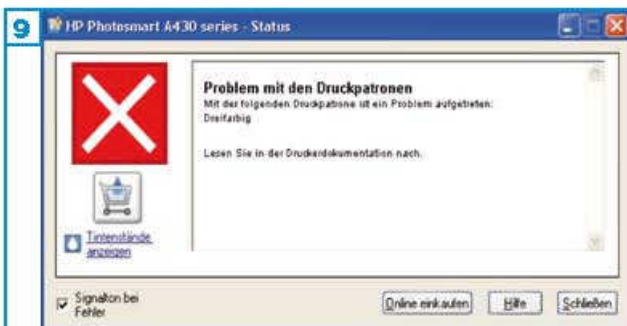 9
HP Photosmart A430 series - Status
Problem mit den Druckpatronen
Mit der folgenden Druckpatrone ist ein Problem aufgetreten:
Dreifarbig
Lesen Sie in der Druckerdokumentation nach.
Tintenstände
anzeigen
Signalton bei
Fehler
Online einkaufen
Hilfe
Schließen